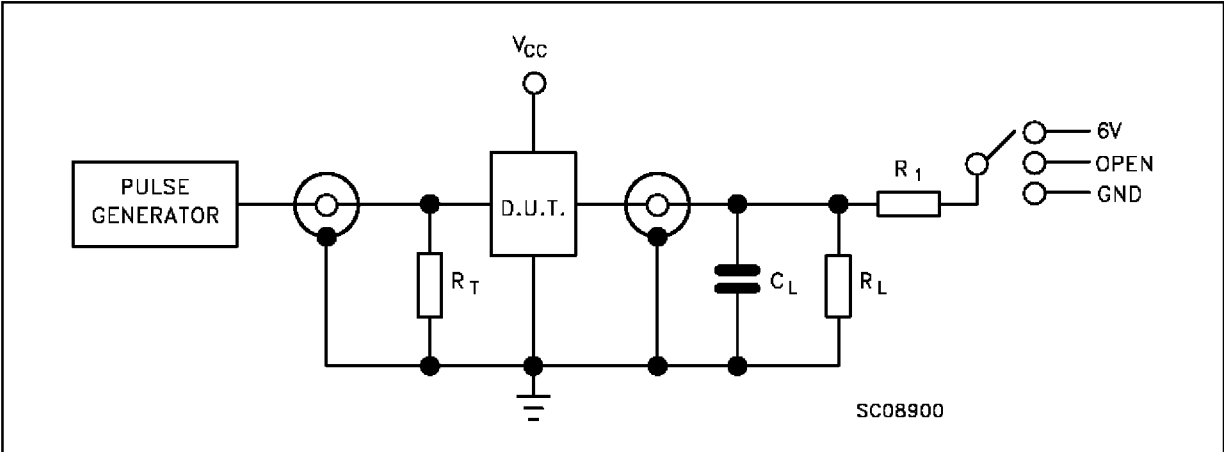 VCC
PULSE
GENERATOR
D.U.T.
RT
CL
RL
R1
6V
OPEN
GND
SC08900